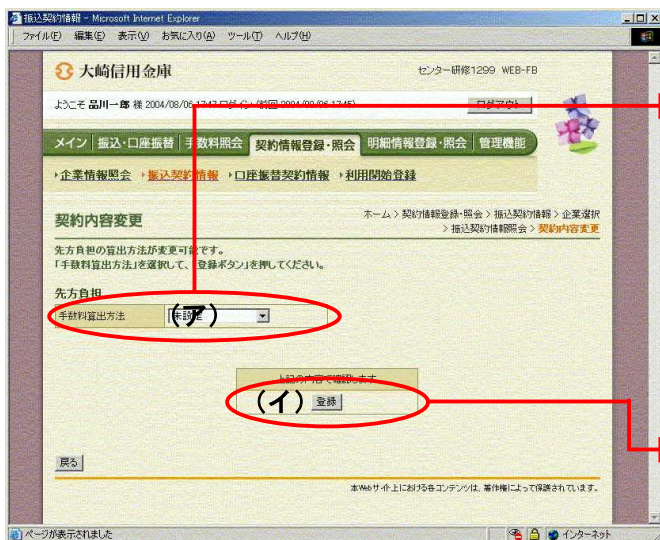 振込契約情報 - Microsoft Internet Explorer
ファイル(F) 編集(E) 表示(V) お気に入り(A) ツール(T) ヘルプ(H)
大崎信用金庫
センター研修1299 WEB-FB
ようこそ 品川一郎 様
ログアウト
メイン 振込・口座振替 手数料照会 契約情報登録・照会 明細情報登録・照会 管理機能
企業情報照会 振込契約情報 口座振替契約情報 利用開始登録
契約内容変更
ホーム > 契約情報登録・照会 > 振込契約情報 > 企業選択
> 振込契約情報照会 > 契約内容変更
先方負担の算出方法が変更可能です。
「手数料算出方法」を選択して、「登録ボタン」を押してください。
先方負担
手数料算出方法 (ア) 未設定
上記の内容で確認します
(イ) 登録
戻る
本Webサイト上における各コンテンツは、著作権によって保護されています。
ページが表示されました
インターネット